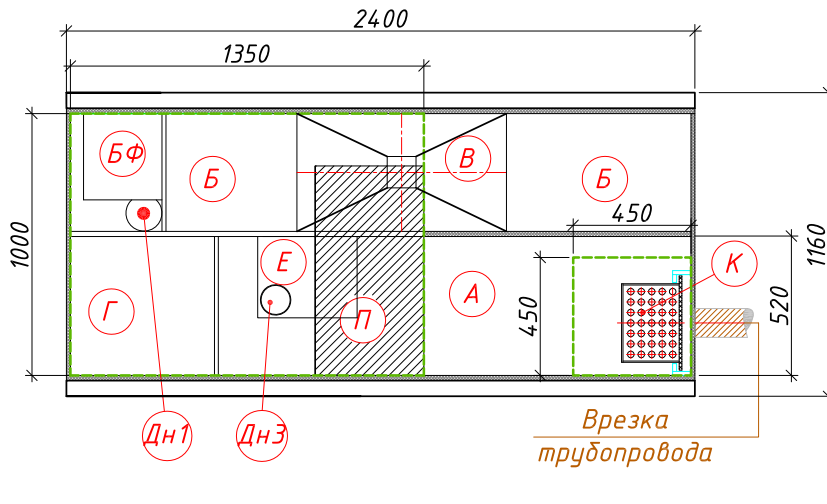 2400
1350
БФ
Б
В
Б
450
К
1000
1160
Е
Г
П
А
450
520
Дн1
Дн3
Врезка
трубопровода